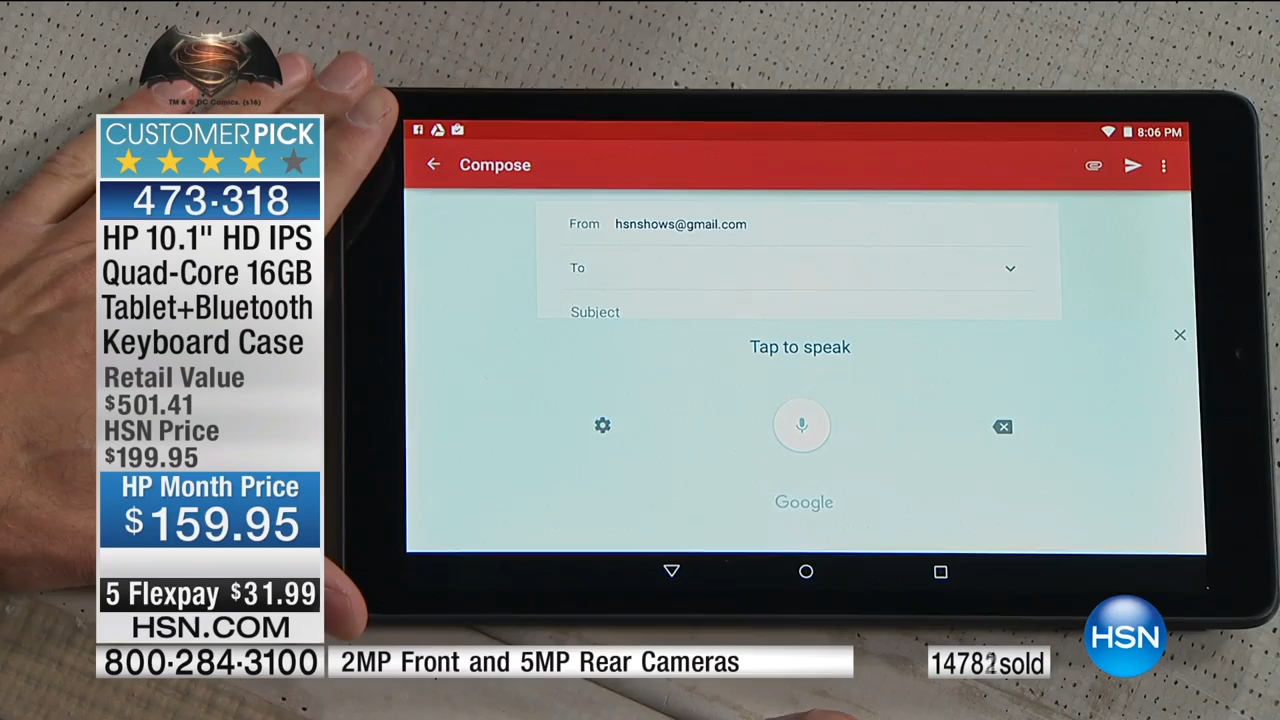 TM & © DC Comics. (s16)
CUSTOMER PICK
473-318
HP 10.1" HD IPS
Quad-Core 16GB
Tablet+Bluetooth
Keyboard Case
Retail Value
$501.41
HSN Price
$199.95
HP Month Price
$159.95
5 Flexpay $31.99
HSN.COM
800-284-3100
2MP Front and 5MP Rear Cameras
sold
HSN
8:06 PM
Compose
From hsnshows@gmail.com
To
Subject
Tap to speak
Google